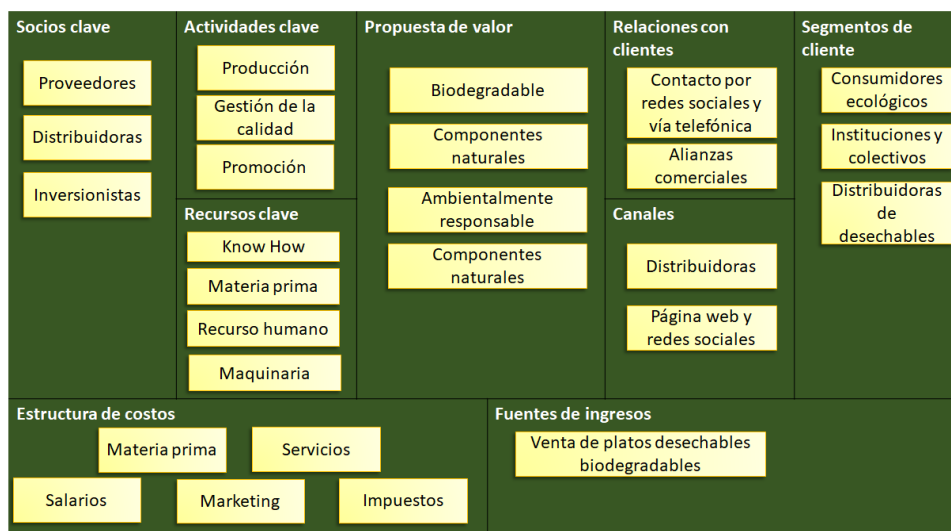 Socios clave
Proveedores
Distribuidoras
Inversionistas
Actividades clave
Producción
Gestión de la
calidad
Promoción
Recursos clave
Know How
Materia prima
Recurso humano
Maquinaria
Propuesta de valor
Biodegradable
Componentes
naturales
Ambientalmente
responsable
Componentes
naturales
Relaciones con
clientes
Contacto por
redes sociales y
vía telefónica
Alianzas
comerciales
Canales
Distribuidoras
Página web y
redes sociales
Segmentos de
cliente
Consumidores
ecológicos
Instituciones y
colectivos
Distribuidoras
de
desechables
Estructura de costos
Materia prima
Servicios
Salarios
Marketing
Impuestos
Fuentes de ingresos
Venta de platos desechables
biodegradables